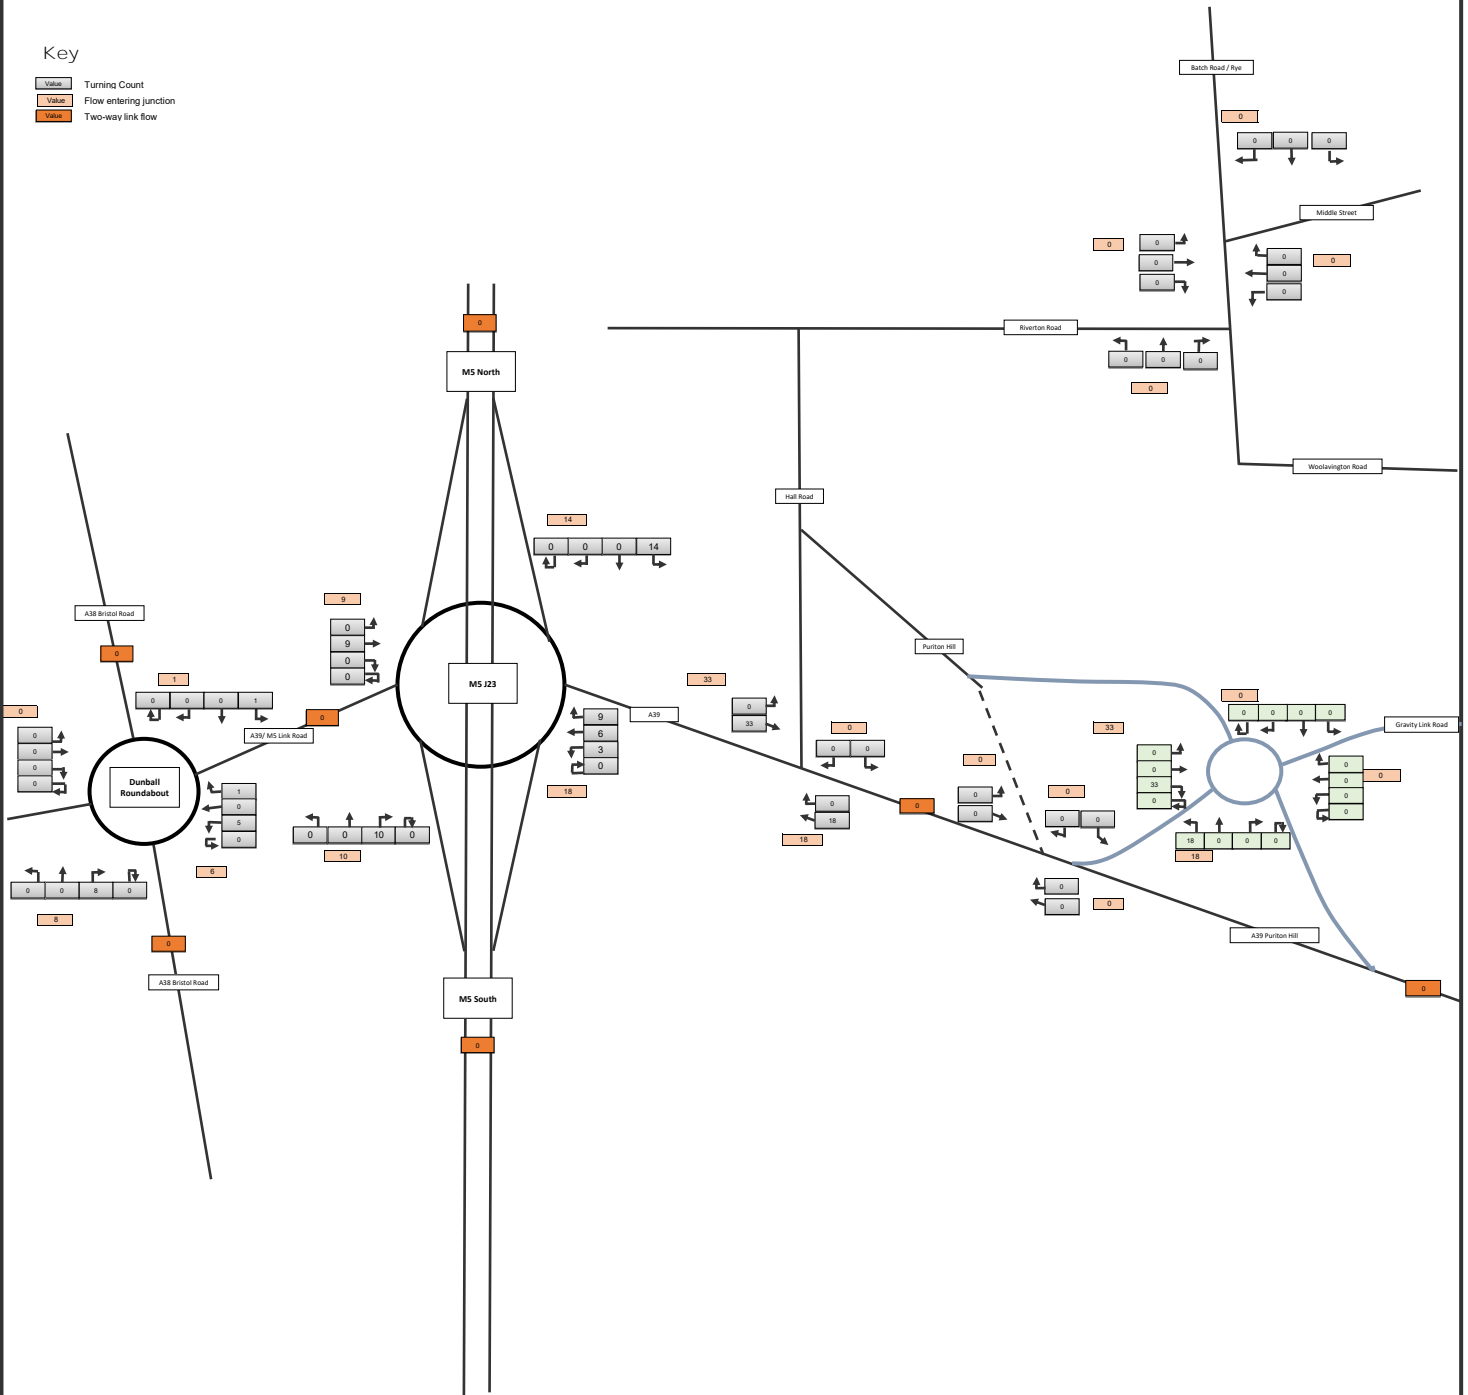 Key
Value Turning Count
Value Flow entering junction
Value Two-way link flow
Batch Road / Rye
0
0 0 0
Middle Street
0
0
0
0
0
0
0
0
0
Riverton Road
0 0 0
0
Woolavington Road
0
M5 North
Hall Road
14
0 0 0 14
9
0
9
0
0
A38 Bristol Road
0
1
0 0 0 1
0
0
0
0
0
0
A39/ M5 Link Road
Dunball
Roundabout
1
0
5
0
6
0 0 8 0
8
0
A38 Bristol Road
M5 J23
9
6
3
0
18
0 0 10 0
10
M5 South
0
33
A39
0
33
0
0 0
0
18
18
0
Puriton Hill
0
0
0
0
0 0
0
0
0
33
0
0
33
0
0
0 0 0 0
Gravity Link Road
0
0
0
0
0
18 0 0 0
18
A39 Puriton Hill
0